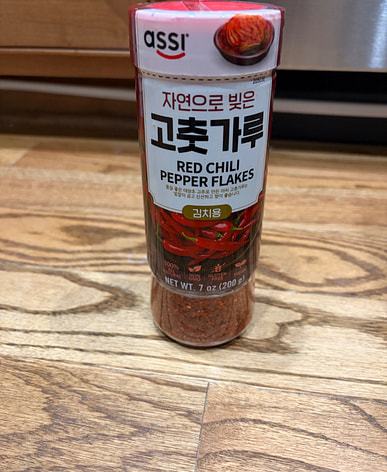 assi
자연으로 빚은
고춧가루
RED CHILI
PEPPER FLAKES
김치용
100%
NET WT. 7 oz (200 g)